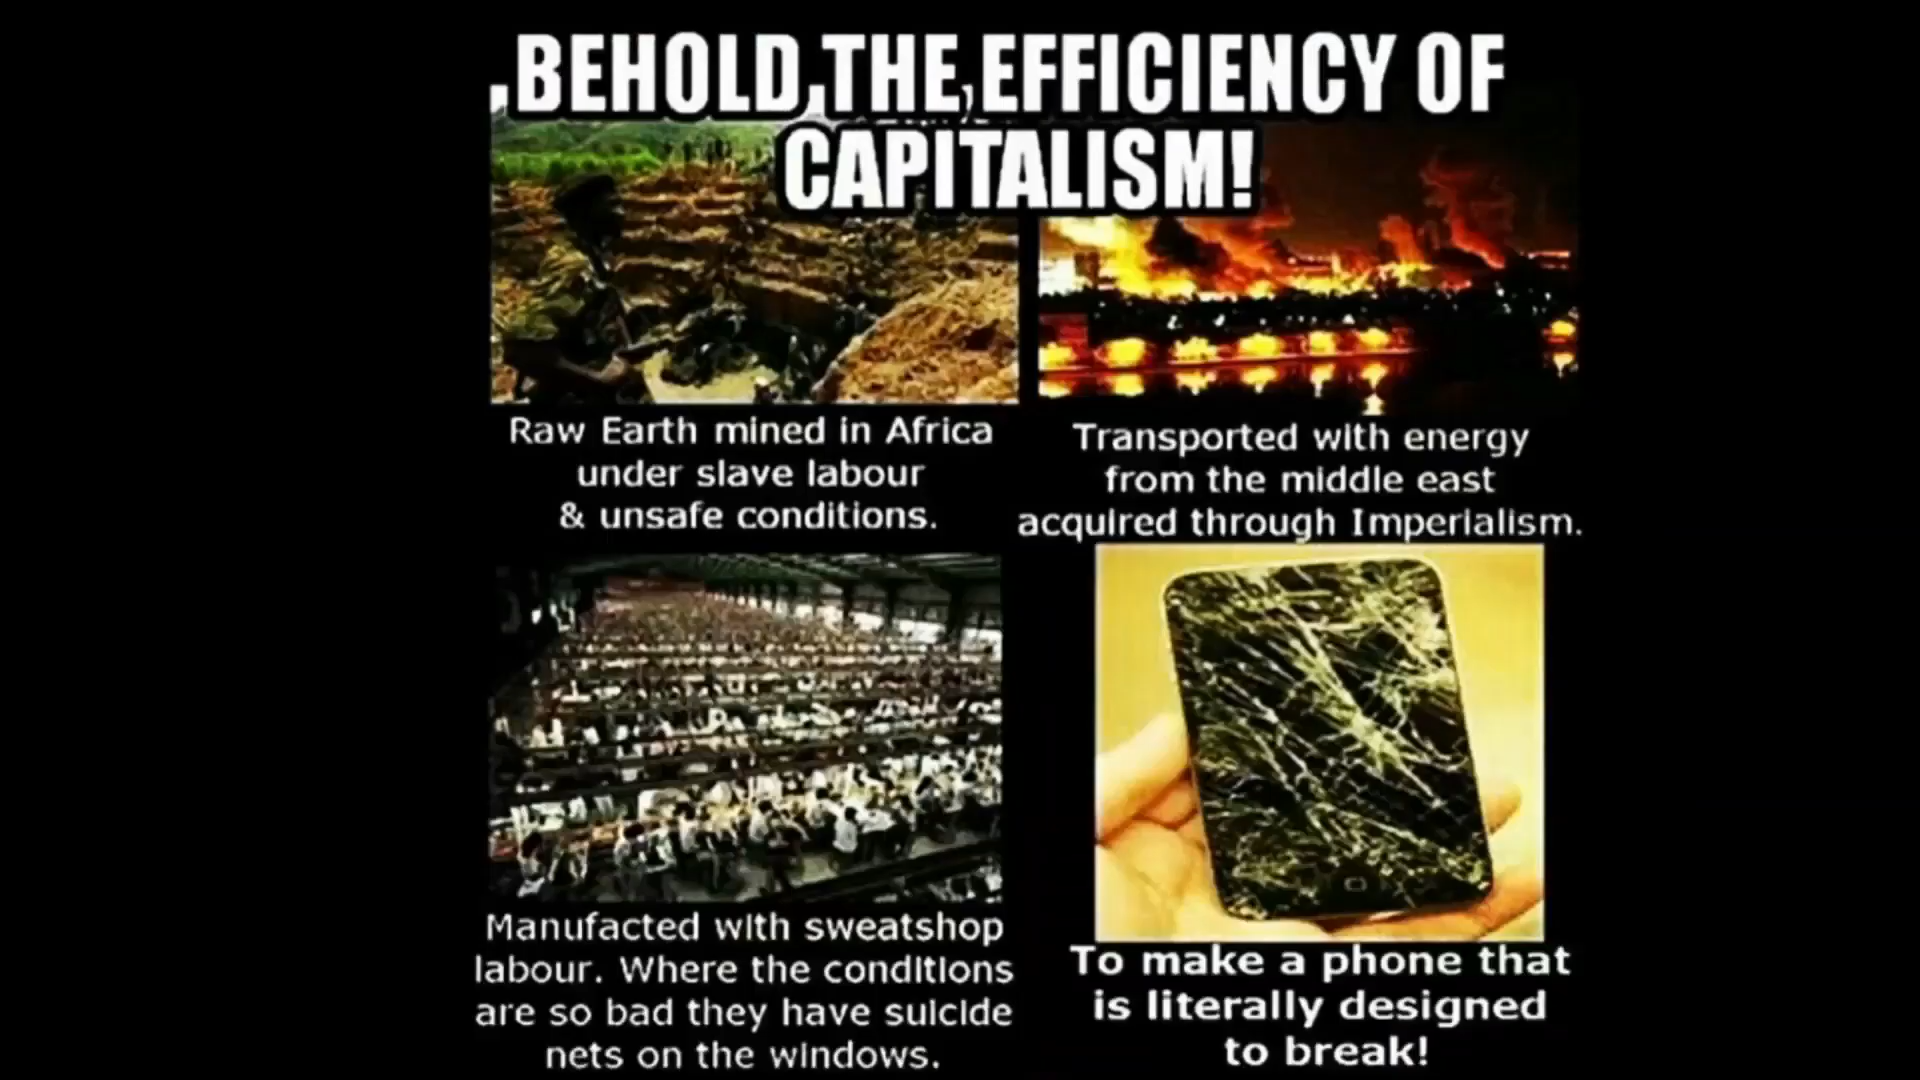 BEHOLD THE EFFICIENCY OF
CAPITALISM!
Raw Earth mined in Africa
under slave labour
& unsafe conditions.
Transported with energy
from the middle east
acquired through Imperialism.
Manufacted with sweatshop
labour. Where the conditions
are so bad they have suicide
nets on the windows.
To make a phone that
is literally designed
to break!